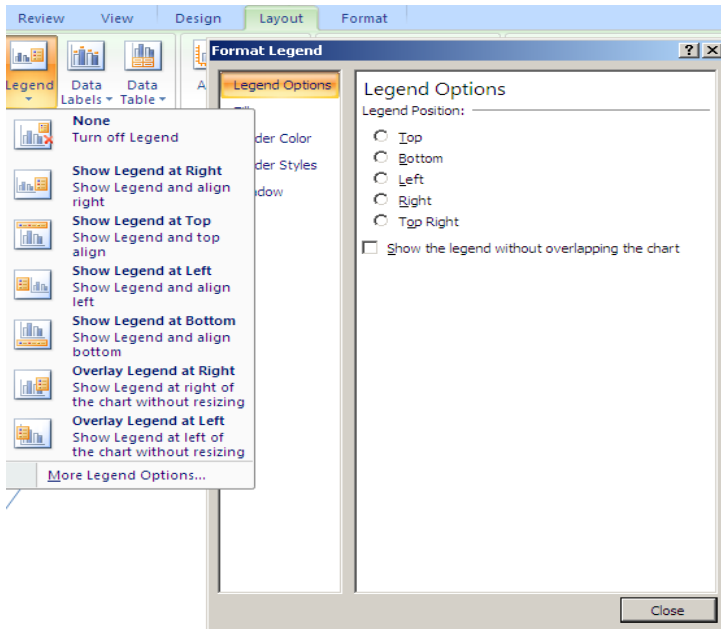 Review View Design Layout Format
Legend
Data Labels
Data Table
A
None
Turn off Legend
Show Legend at Right
Show Legend and align
right
Show Legend at Top
Show Legend and top
align
Show Legend at Left
Show Legend and align
left
Show Legend at Bottom
Show Legend and align
bottom
Overlay Legend at Right
Show Legend at right of
the chart without resizing
Overlay Legend at Left
Show Legend at left of
the chart without resizing
More Legend Options...
Format Legend
Legend Options
der Color
der Styles
dow
Legend Options
Legend Position:
Top
Bottom
Left
Right
Top Right
Show the legend without overlapping the chart
Close